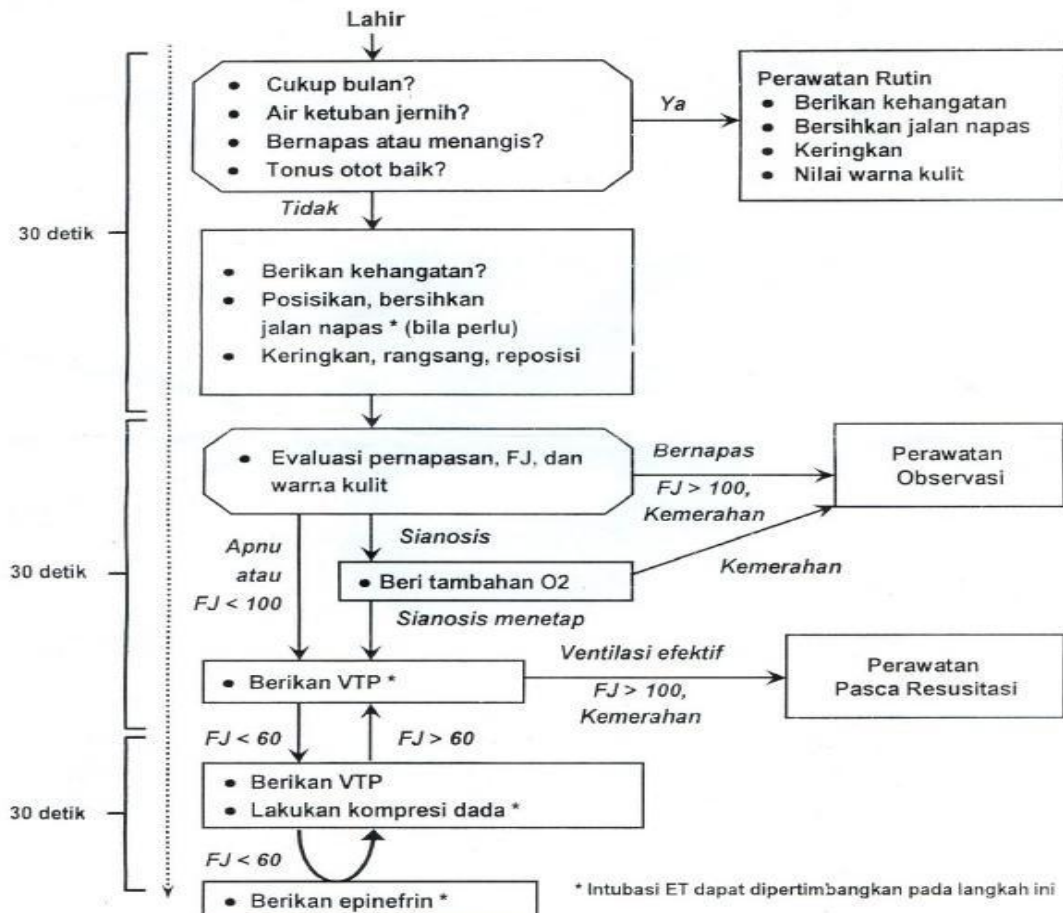 Lahir
• Cukup bulan?
• Air ketuban jernih?
• Bernapas atau menangis?
• Tonus otot baik?
Ya
Perawatan Rutin
• Berikan kehangatan
• Bersihkan jalan napas
• Keringkan
• Nilai warna kulit
Tidak
30 detik
• Berikan kehangatan?
• Posisikan, bersihkan
jalan napas * (bila perlu)
• Keringkan, rangsang, reposisi
• Evaluasi pernapasan, FJ, dan
warna kulit
Bernapas
FJ > 100,
Kemerahan
Perawatan
Observasi
Apnu
atau
FJ < 100
Sianosis
30 detik
• Beri tambahan O2
Kemerahan
Sianosis menetap
• Berikan VTP *
Ventilasi efektif
FJ > 100,
Kemerahan
Perawatan
Pasca Resusitasi
FJ < 60
FJ > 60
30 detik
• Berikan VTP
• Lakukan kompresi dada *
FJ < 60
• Berikan epinefrin *
* Intubasi ET dapat dipertimbangkan pada langkah ini